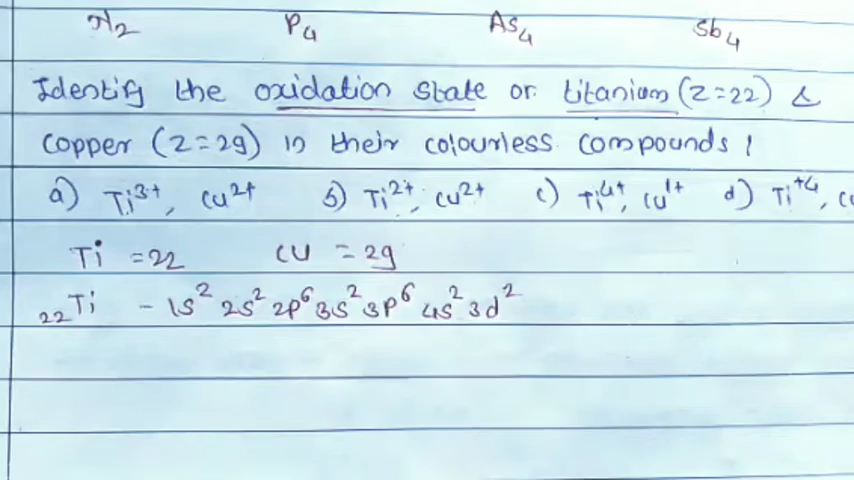 N2 P4 As4 Sb4
Identify the oxidation state or titanium (Z=22) &
copper (Z=29) in their colourless compounds!
a) Ti³⁺, Cu²⁺ b) Ti²⁺, Cu²⁺ c) Ti⁴⁺, Cu¹⁺ d) Ti⁺⁴,
Ti = 22 Cu = 29
₂₂Ti - 1s² 2s² 2p⁶ 3s² 3p⁶ 4s² 3d²